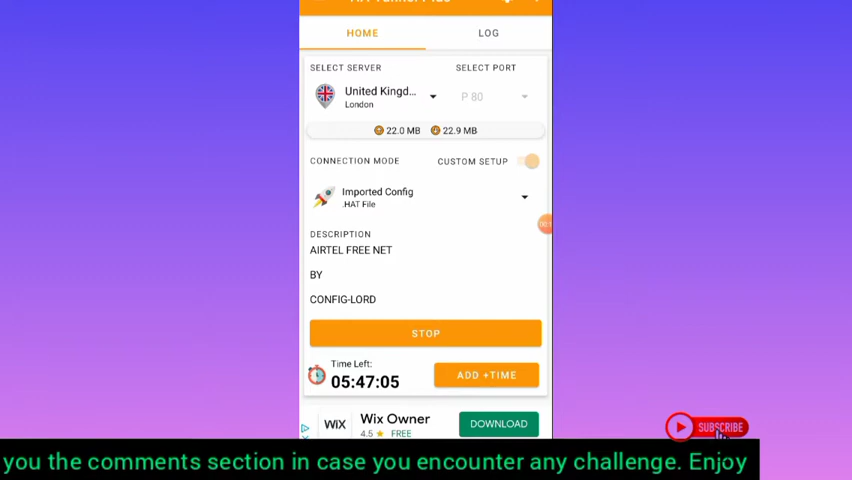 HOME
LOG
SELECT SERVER
SELECT PORT
United Kingd...
London
P 80
22.0 MB
22.9 MB
CONNECTION MODE
CUSTOM SETUP
Imported Config
.HAT File
DESCRIPTION
AIRTEL FREE NET
BY
CONFIG-LORD
STOP
Time Left:
05:47:05
ADD +TIME
WIX
Wix Owner
4.5 ★ FREE
DOWNLOAD
SUBSCRIBE
you the comments section in case you encounter any challenge. Enjoy